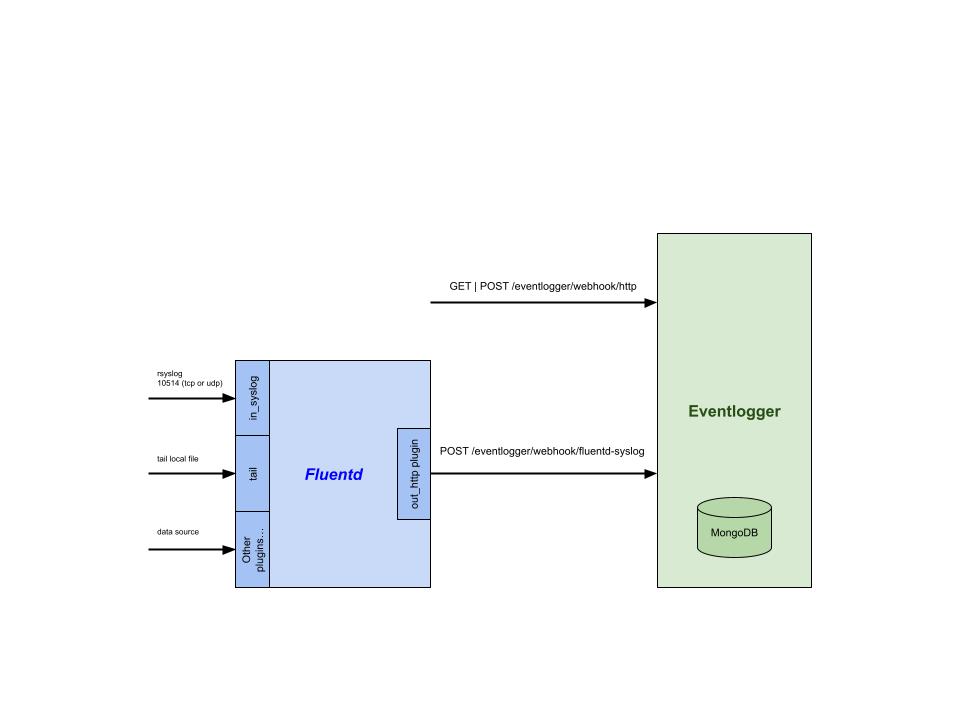 GET | POST /eventlogger/webhook/http
rsyslog
10514 (tcp or udp)
in_syslog
Eventlogger
out_http plugin
POST /eventlogger/webhook/fluentd-syslog
tail local file
tail
Fluentd
data source
Other
plugins...
MongoDB